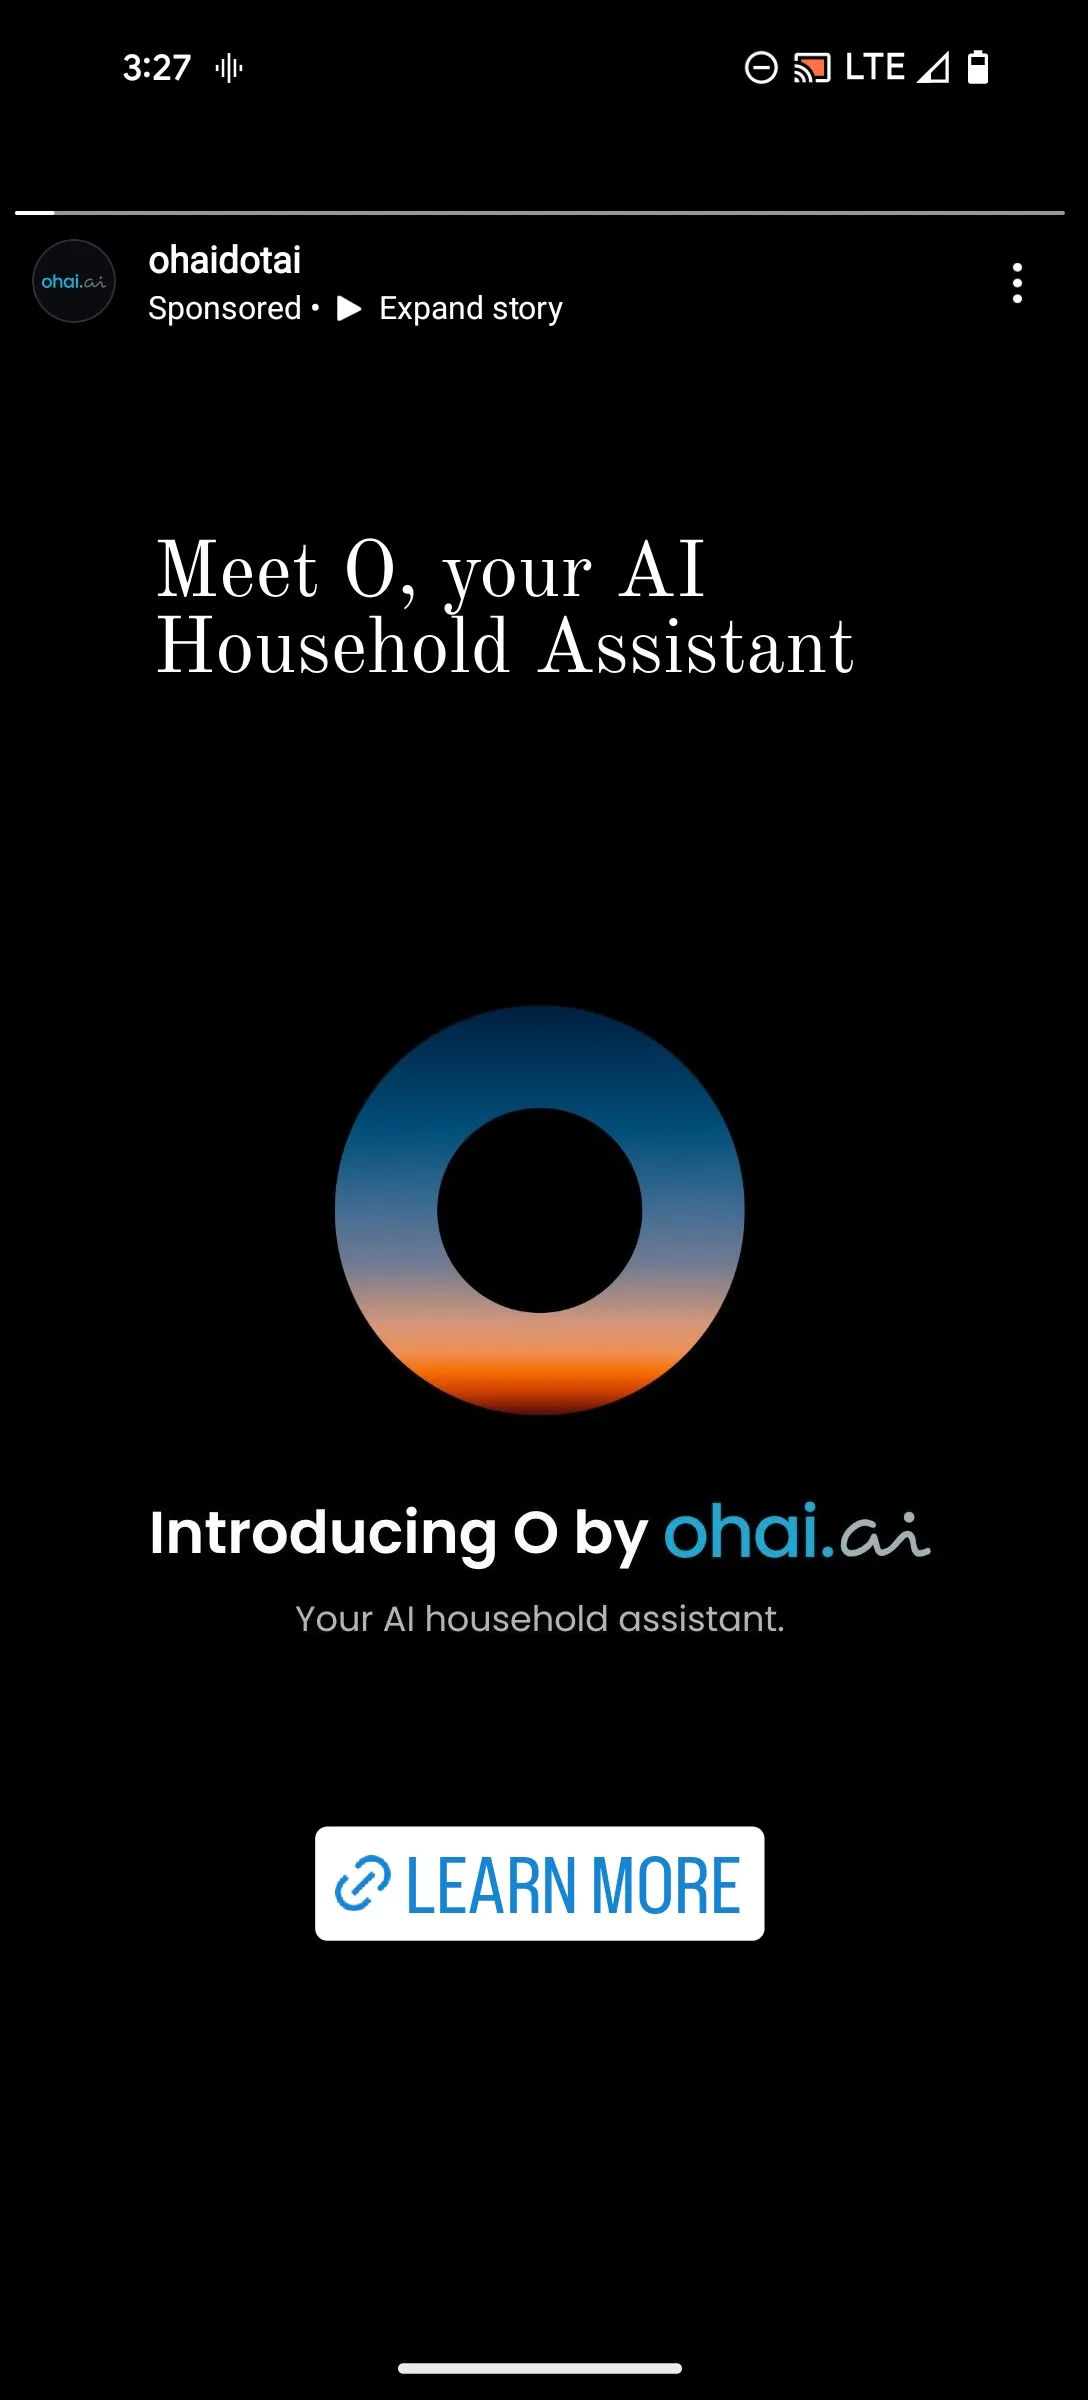 3:27
LTE
ohai.ai
ohaidotai
Sponsored • Expand story
Meet O, your AI
Household Assistant
Introducing O by ohai.ai
Your AI household assistant.
LEARN MORE